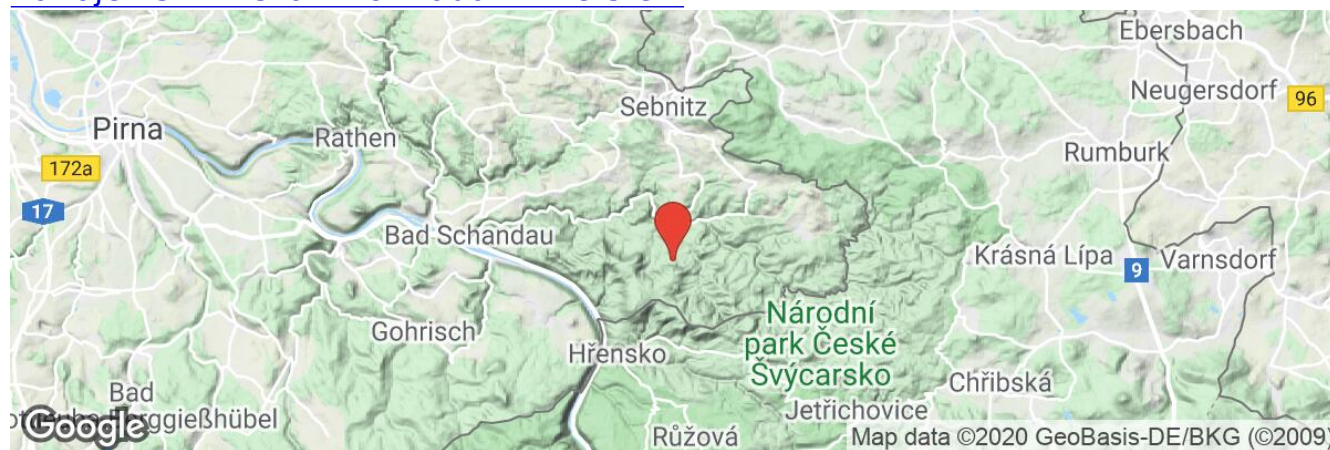 Ebersbach
Neugersdorf
96
Sebnitz
Pirna
Rathen
Rumburk
172a
17
Bad Schandau
Krásná Lípa
Varnsdorf
9
Národní
park České
Švýcarsko
Gohrisch
Hřensko
Chřibská
Bad
Jetřichovice
Google
Růžová
Map data ©2020 GeoBasis-DE/BKG (©2009)